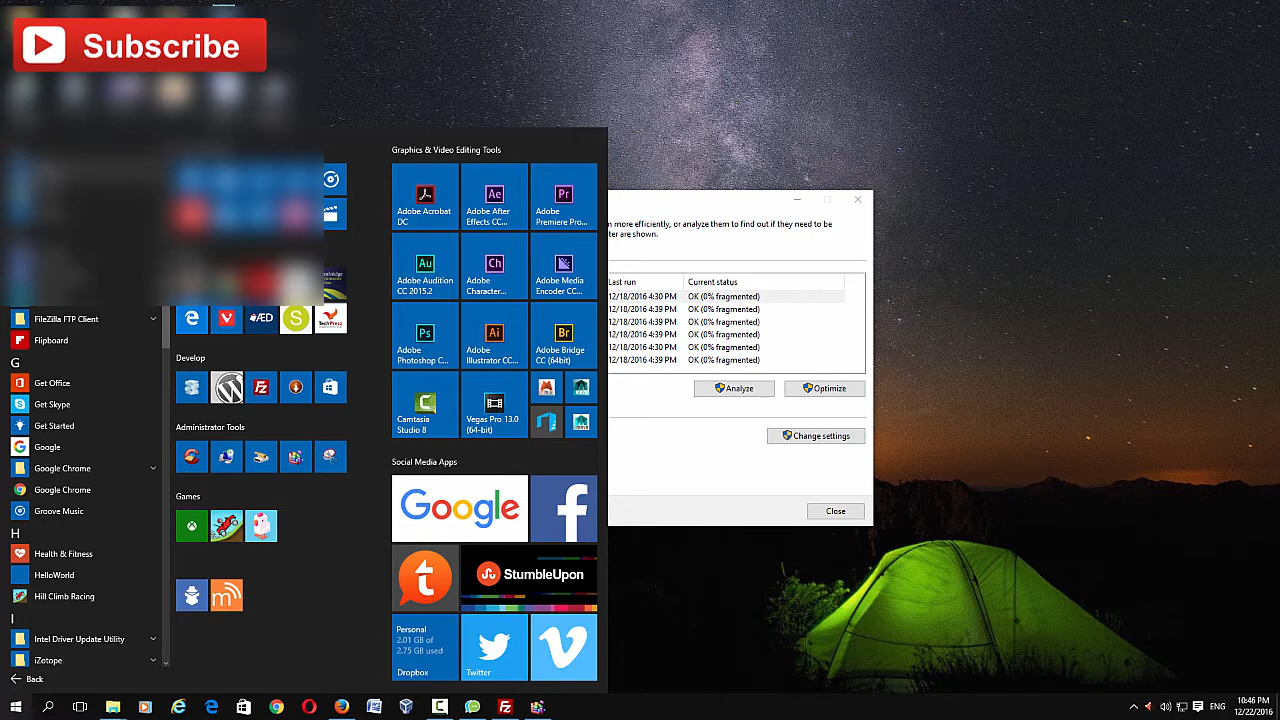 Subscribe
Graphics & Video Editing Tools
Adobe Acrobat DC
Adobe After Effects CC...
Adobe Premiere Pro...
Adobe Audition CC 2015.2
Adobe Character...
Adobe Media Encoder CC...
Adobe Photoshop C...
Adobe Illustrator CC...
Adobe Bridge CC (64bit)
Camtasia Studio 8
Vegas Pro 13.0 (64-bit)
Social Media Apps
Google
StumbleUpon
Personal
2.01 GB of
2.75 GB used
Dropbox
Twitter
FileZilla FTP Client
Flipboard
G
Get Office
Get Skype
Get Started
Google
Google Chrome
Google Chrome
Groove Music
H
Health & Fitness
HelloWorld
Hill Climb Racing
I
Intel Driver Update Utility
iZotope
Back
ÆD
Tech Press
Develop
Administrator Tools
Games
n more efficiently, or analyze them to find out if they need to be
ter are shown.
Last run Current status
12/18/2016 4:30 PM OK (0% fragmented)
12/18/2016 4:39 PM OK (0% fragmented)
12/18/2016 4:39 PM OK (0% fragmented)
12/18/2016 4:39 PM OK (0% fragmented)
12/18/2016 4:39 PM OK (0% fragmented)
12/18/2016 4:39 PM OK (0% fragmented)
Analyze Optimize
Change settings
Close
ENG
10:46 PM
12/22/2016